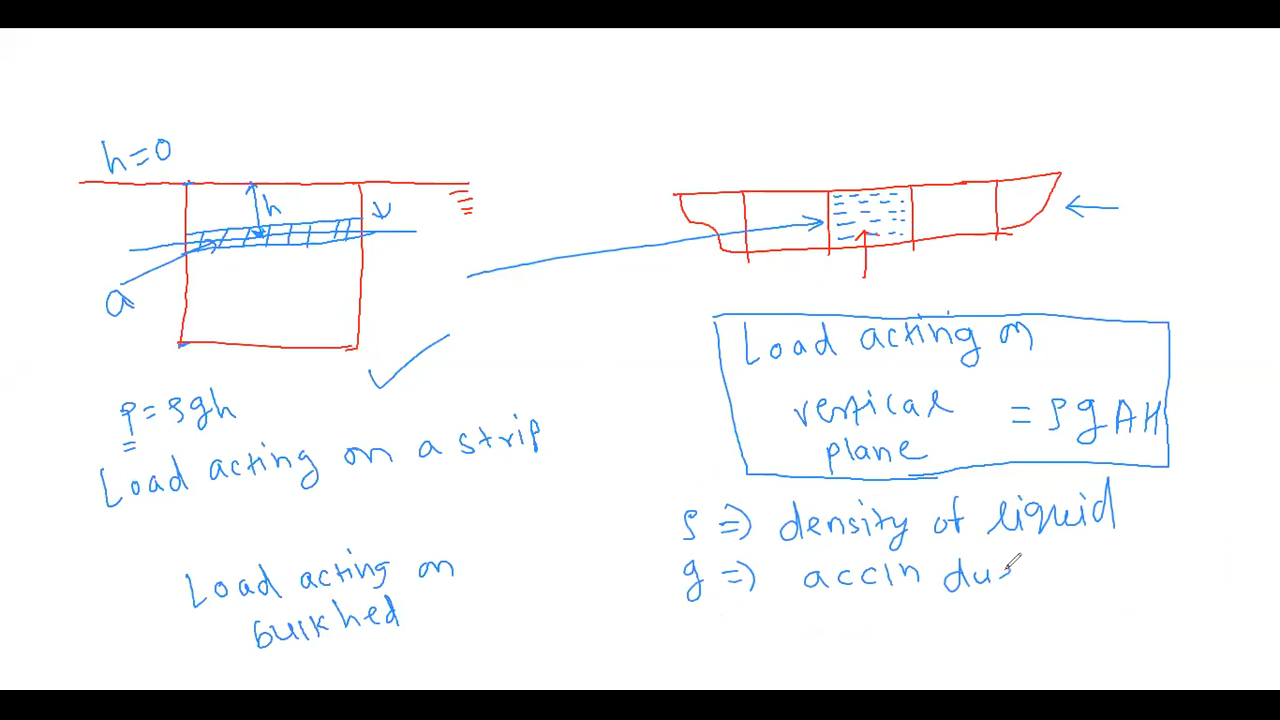 h=0
h
a
p=ρgh
Load acting on a strip
Load acting on
bulkhed
Load acting on
vertical
plane = ρgAH
ρ => density of liquid
g => accln du